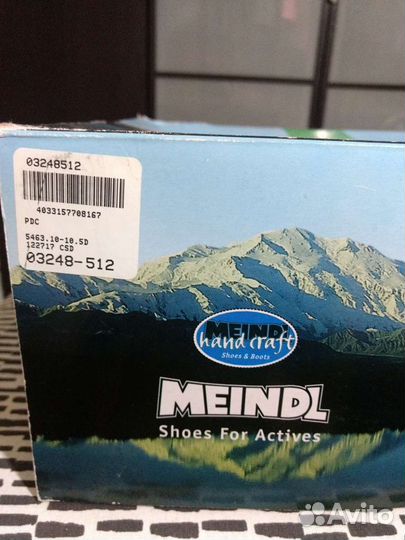 03248512
4033157708167
PDC
5463.10-10.5D
122717 CSD
03248-512
MEINDL
hand craft
Shoes & Boots
MEINDL
Shoes For Actives
Avito